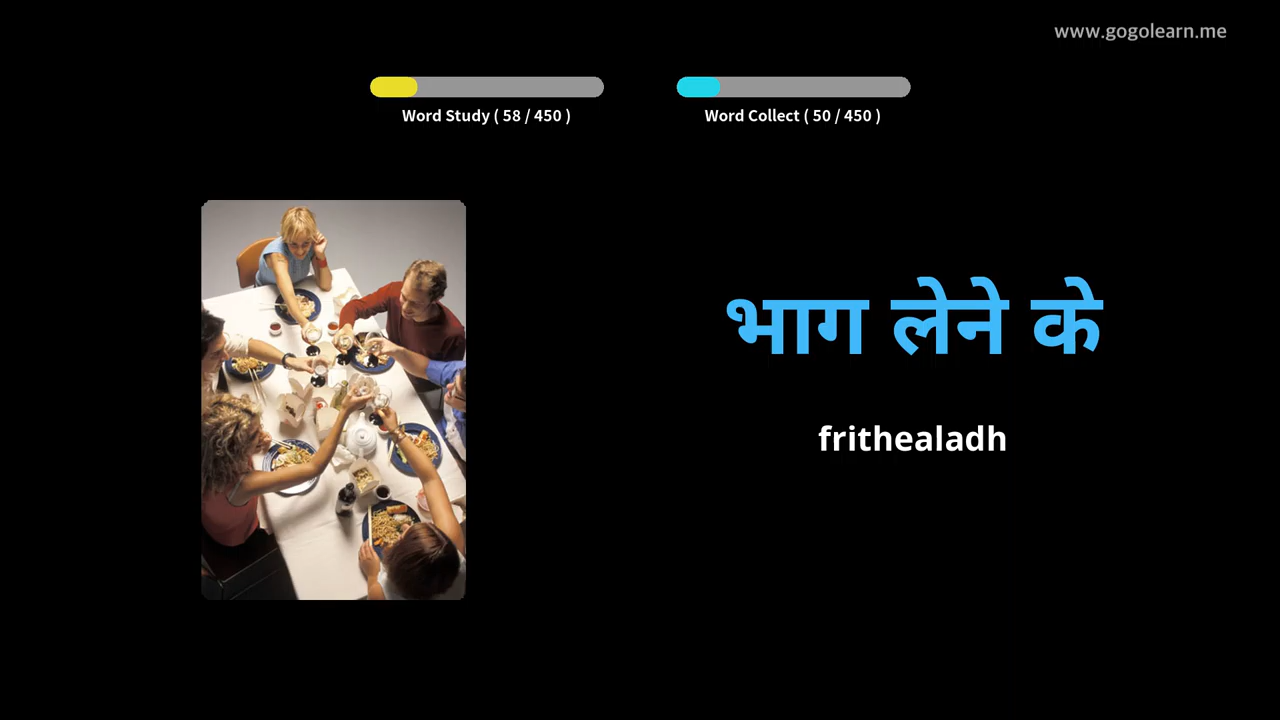 www.gogolearn.me
Word Study ( 58 / 450 )
Word Collect ( 50 / 450 )
भाग लेने के
frithealadh